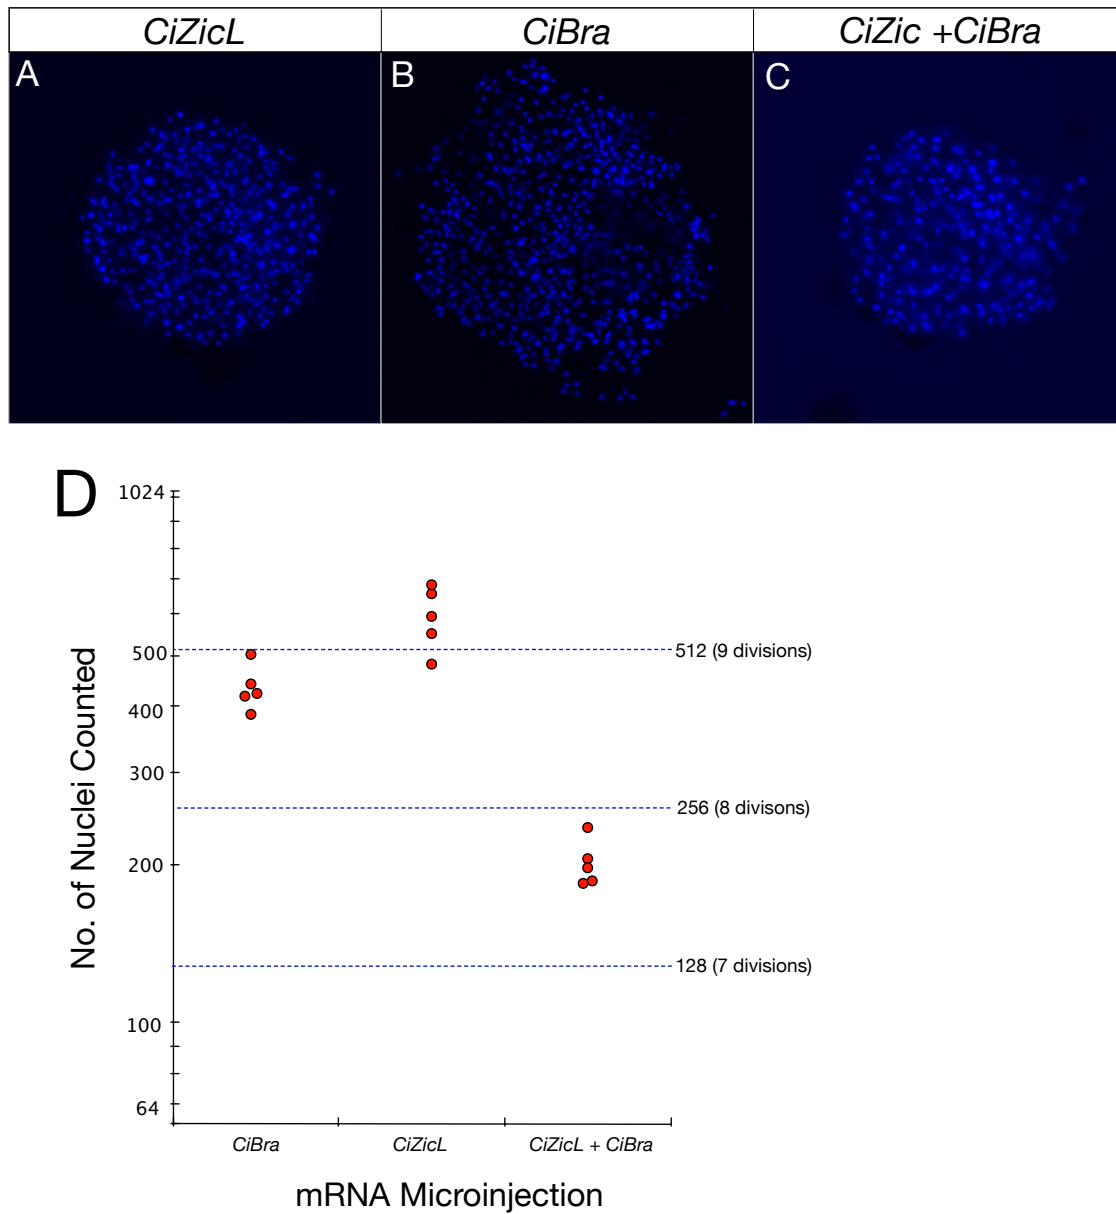 CiZicL
CiBra
CiZic +CiBra
A
B
C
D
1024
500
400
300
200
100
64
No. of Nuclei Counted
512 (9 divisions)
256 (8 divisons)
128 (7 divisions)
CiBra
CiZicL
CiZicL + CiBra
mRNA Microinjection